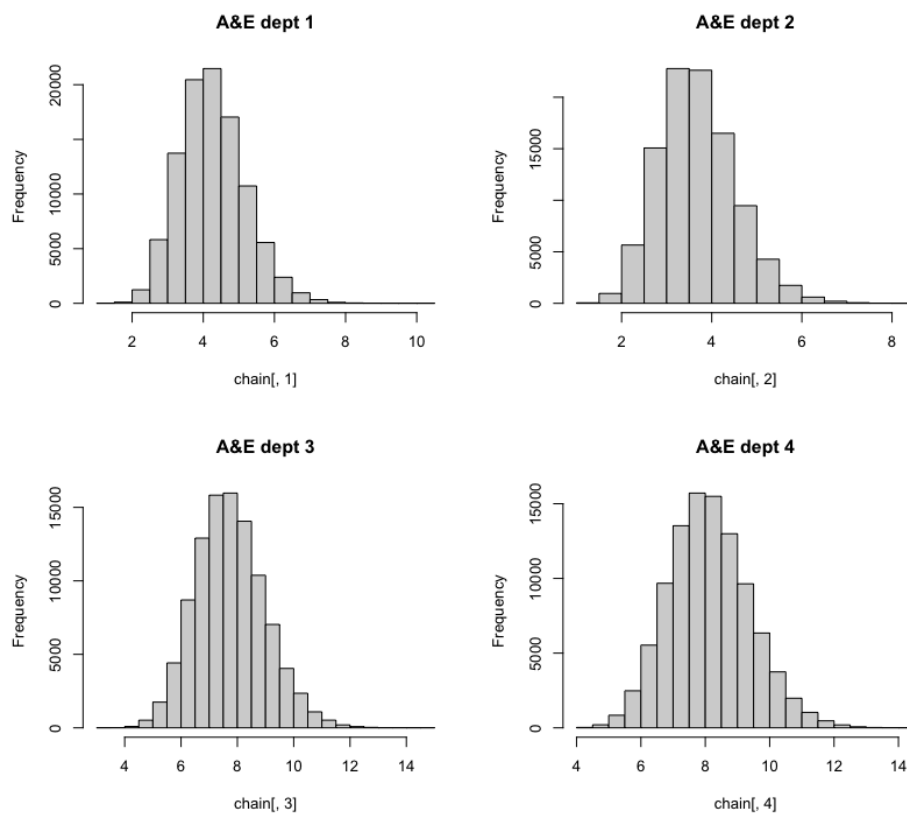 A&E dept 1
Frequency
20000
10000
5000
0
2 4 6 8 10
chain[, 1]
A&E dept 2
Frequency
15000
5000
0
2 4 6 8
chain[, 2]
A&E dept 3
Frequency
15000
10000
5000
0
4 6 8 10 12 14
chain[, 3]
A&E dept 4
Frequency
15000
10000
5000
0
4 6 8 10 12 14
chain[, 4]